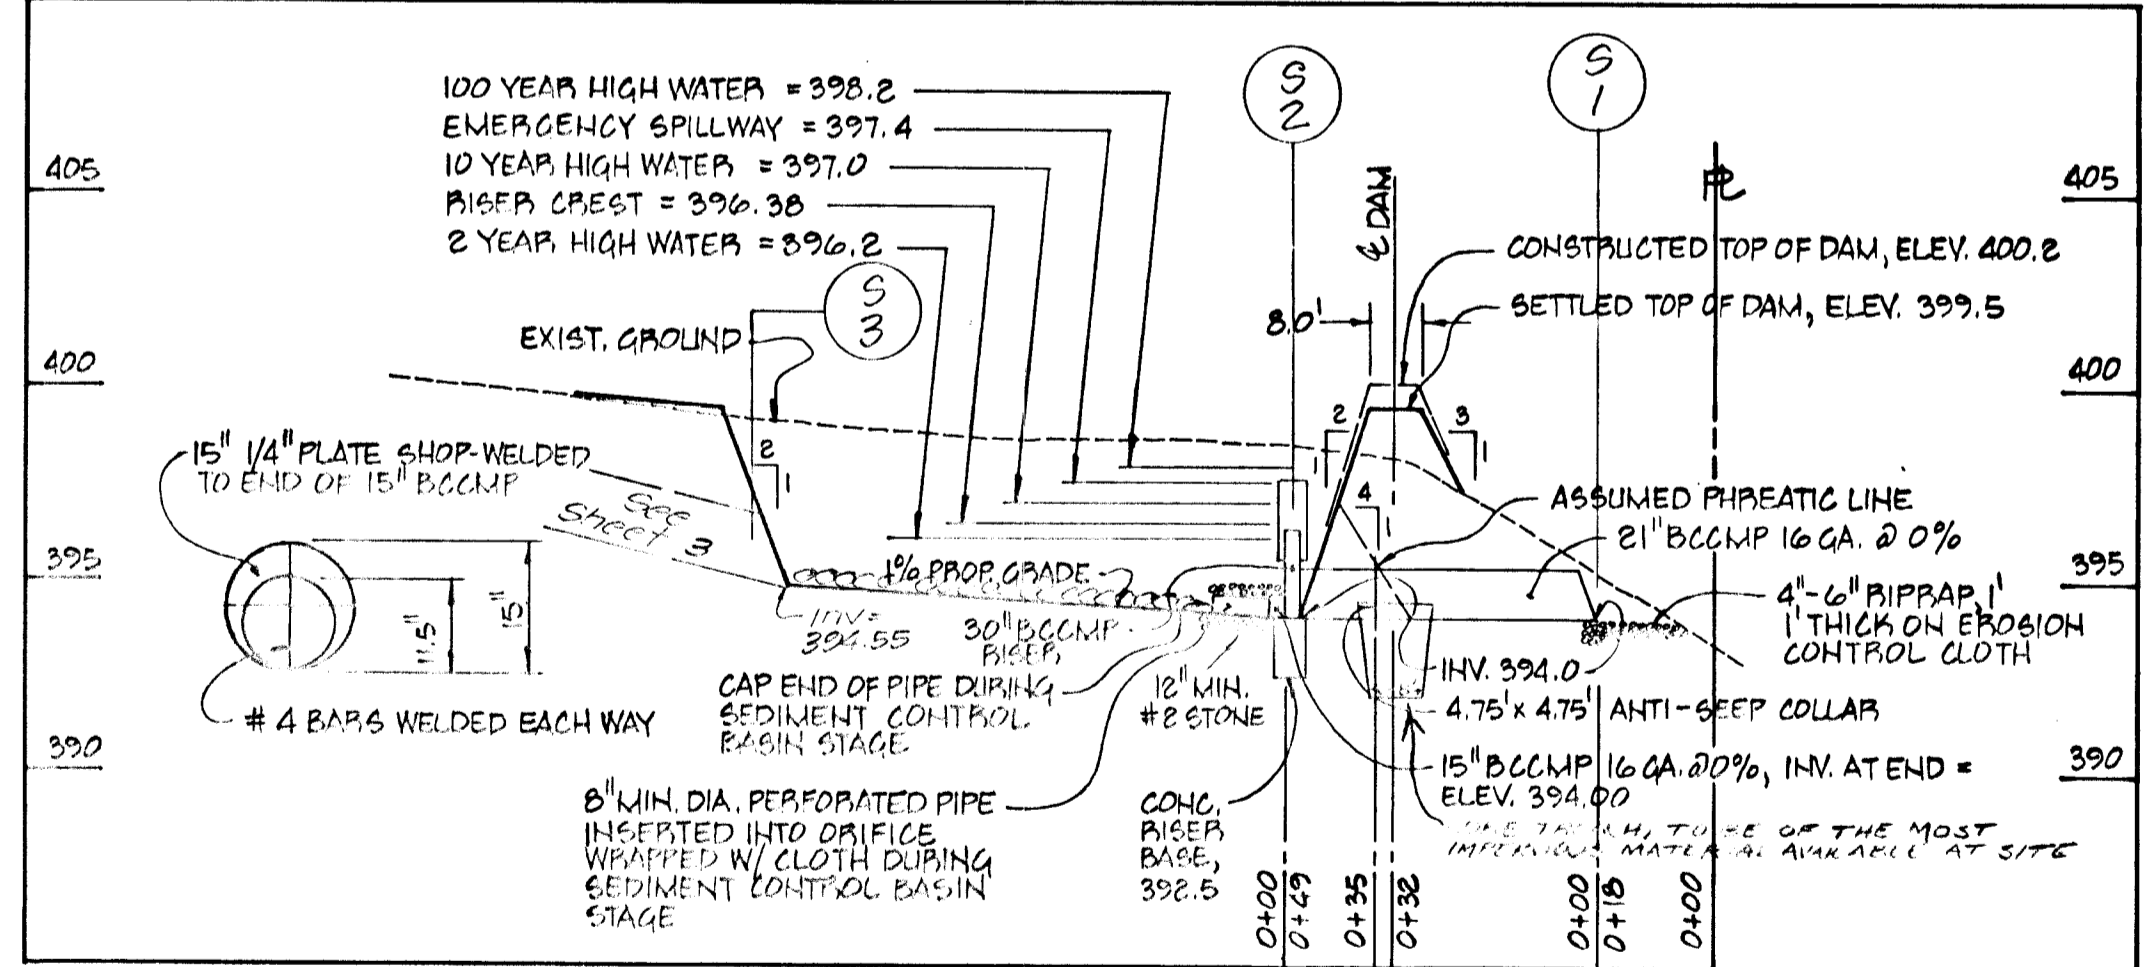 S
2
S
1
100 YEAR HIGH WATER = 398.2
EMERGENCY SPILLWAY = 397.4
10 YEAR HIGH WATER = 397.0
RISER CREST = 396.38
2 YEAR HIGH WATER = 396.2
405
405
℄ DAM
CONSTRUCTED TOP OF DAM, ELEV. 400.2
SETTLED TOP OF DAM, ELEV. 399.5
S
3
8.0'
EXIST. GROUND
400
400
15" 1/4" PLATE SHOP-WELDED
TO END OF 15" BCCMP
See
Sheet 3
2
1
2
1
3
1
4
1
ASSUMED PHREATIC LINE
21" BCCMP 16 GA. @ 0%
395
395
1% PROP. GRADE
INV =
394.55
30" BCCMP
RISER
4"-6" RIPRAP, 1'
1' THICK ON EROSION
CONTROL CLOTH
11.5"
15"
# 4 BARS WELDED EACH WAY
CAP END OF PIPE DURING
SEDIMENT CONTROL
BASIN STAGE
12" MIN.
#2 STONE
INV. 394.0
4.75' x 4.75' ANTI-SEEP COLLAR
390
390
15" BCCMP 16 GA. @ 0%, INV. AT END =
ELEV. 394.00
8" MIN. DIA. PERFORATED PIPE
INSERTED INTO ORIFICE
WRAPPED W/ CLOTH DURING
SEDIMENT CONTROL BASIN
STAGE
CONC.
RISER
BASE,
392.5
TO BE OF THE MOST
IMPERVIOUS MATERIAL AVAILABLE AT SITE
0+00
0+49
0+35
0+32
0+00
0+18
0+00